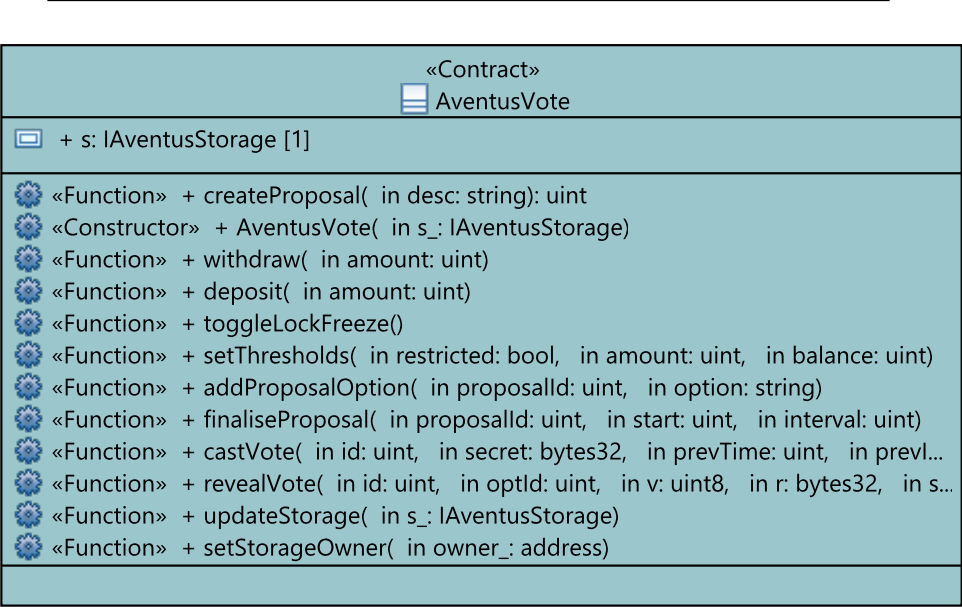 «Contract»
AventusVote
+ s: IAventusStorage [1]
«Function» + createProposal( in desc: string): uint
«Constructor» + AventusVote( in s_: IAventusStorage)
«Function» + withdraw( in amount: uint)
«Function» + deposit( in amount: uint)
«Function» + toggleLockFreeze()
«Function» + setThresholds( in restricted: bool, in amount: uint, in balance: uint)
«Function» + addProposalOption( in proposalId: uint, in option: string)
«Function» + finaliseProposal( in proposalId: uint, in start: uint, in interval: uint)
«Function» + castVote( in id: uint, in secret: bytes32, in prevTime: uint, in prevI...
«Function» + revealVote( in id: uint, in optId: uint, in v: uint8, in r: bytes32, in s...
«Function» + updateStorage( in s_: IAventusStorage)
«Function» + setStorageOwner( in owner_: address)